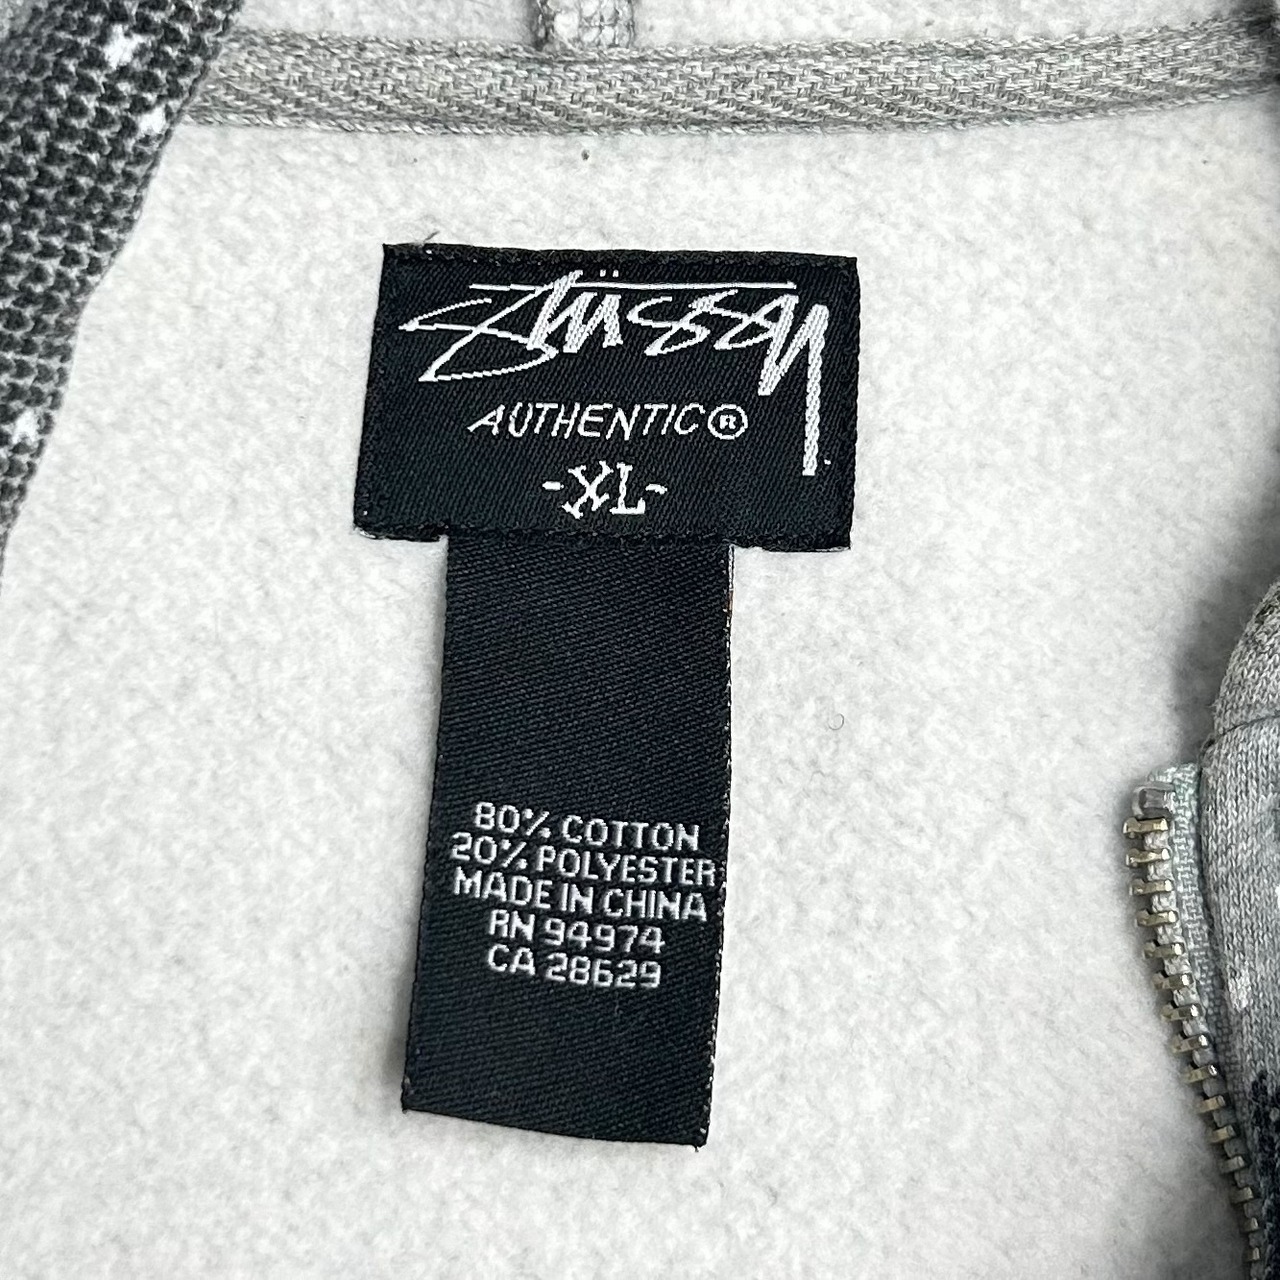 Stüssy
AUTHENTIC®
-XL-
80% COTTON
20% POLYESTER
MADE IN CHINA
RN 94974
CA 28629